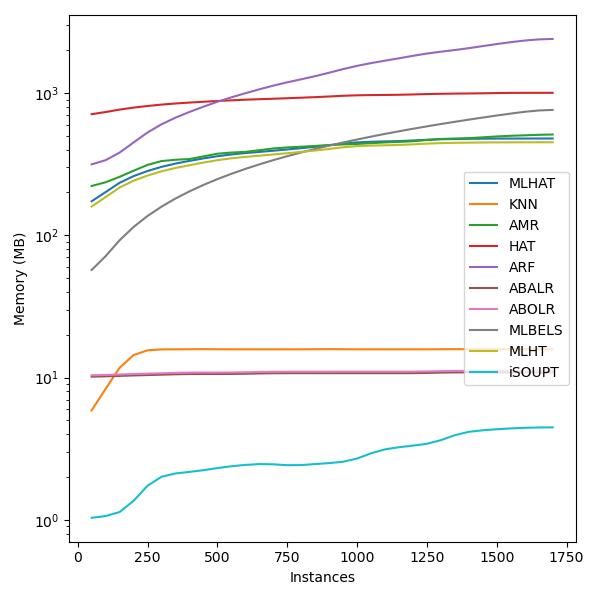 Memory (MB)
10³
10²
10¹
10⁰
MLHAT
KNN
AMR
HAT
ARF
ABALR
ABOLR
MLBELS
MLHT
iSOUPT
0 250 500 750 1000 1250 1500 1750
Instances